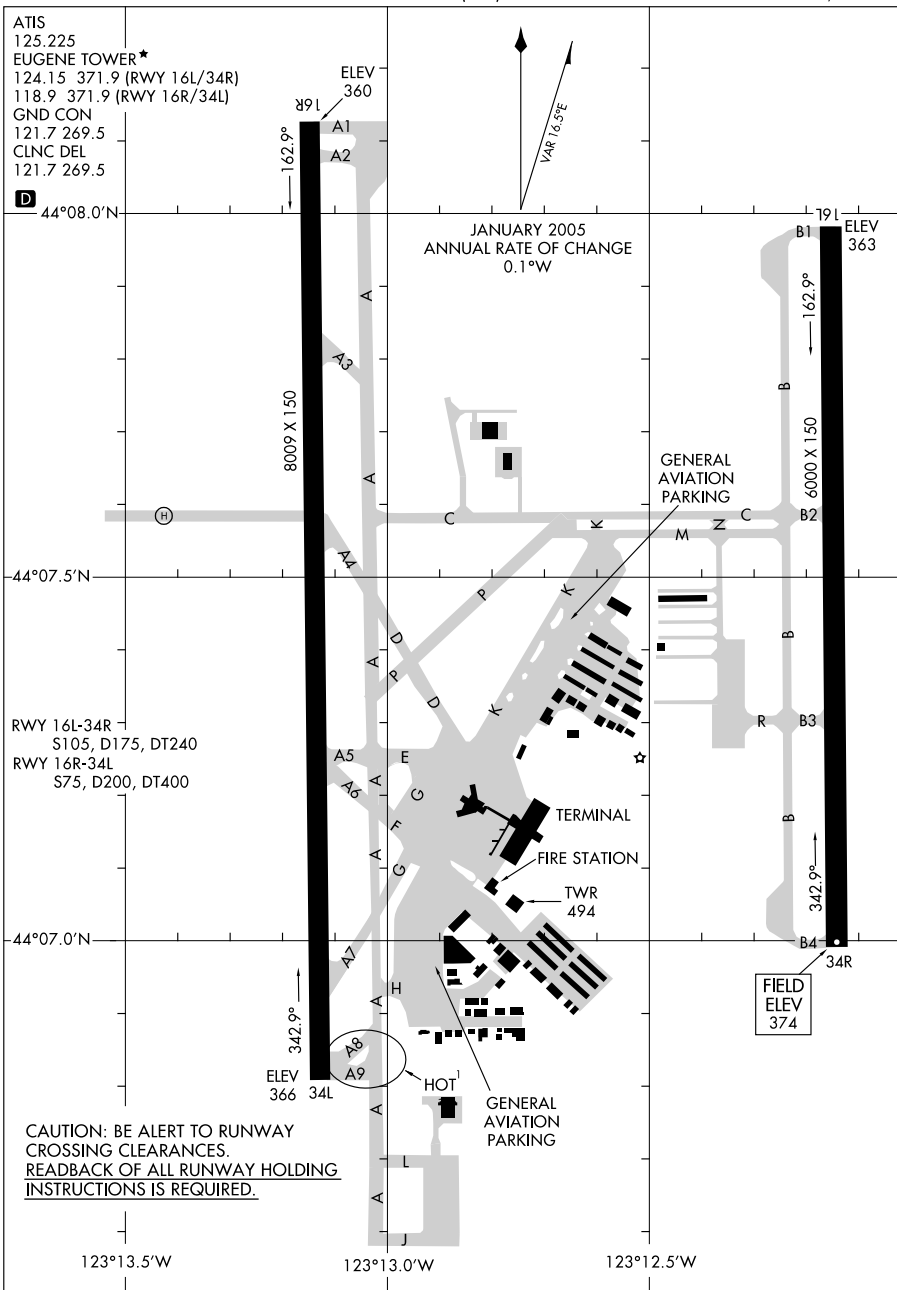 ATIS
125.225
EUGENE TOWER★
124.15 371.9 (RWY 16L/34R)
118.9 371.9 (RWY 16R/34L)
GND CON
121.7 269.5
CLNC DEL
121.7 269.5
D
ELEV
360
16R
A1
A2
162.9°
VAR 16.5°E
JANUARY 2005
ANNUAL RATE OF CHANGE
0.1°W
44°08.0'N
16L
B1
ELEV
363
162.9°
A
A3
B
8009 X 150
6000 X 150
A
GENERAL
AVIATION
PARKING
H
C
K
N
C
B2
M
A4
44°07.5'N
K
P
D
A
B
P
D
K
RWY 16L-34R
S105, D175, DT240
RWY 16R-34L
S75, D200, DT400
R
B3
A5
E
A
A6
G
F
TERMINAL
B
A
G
FIRE STATION
TWR
494
342.9°
44°07.0'N
B4
34R
A7
H
A
FIELD
ELEV
374
342.9°
A8
A9
ELEV
366
34L
HOT¹
A
GENERAL
AVIATION
PARKING
CAUTION: BE ALERT TO RUNWAY
CROSSING CLEARANCES.
READBACK OF ALL RUNWAY HOLDING
INSTRUCTIONS IS REQUIRED.
L
A
J
123°13.5'W
123°13.0'W
123°12.5'W